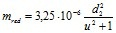 m_red = 3,25·10^-6 d_2^2 / (u^2 + 1)